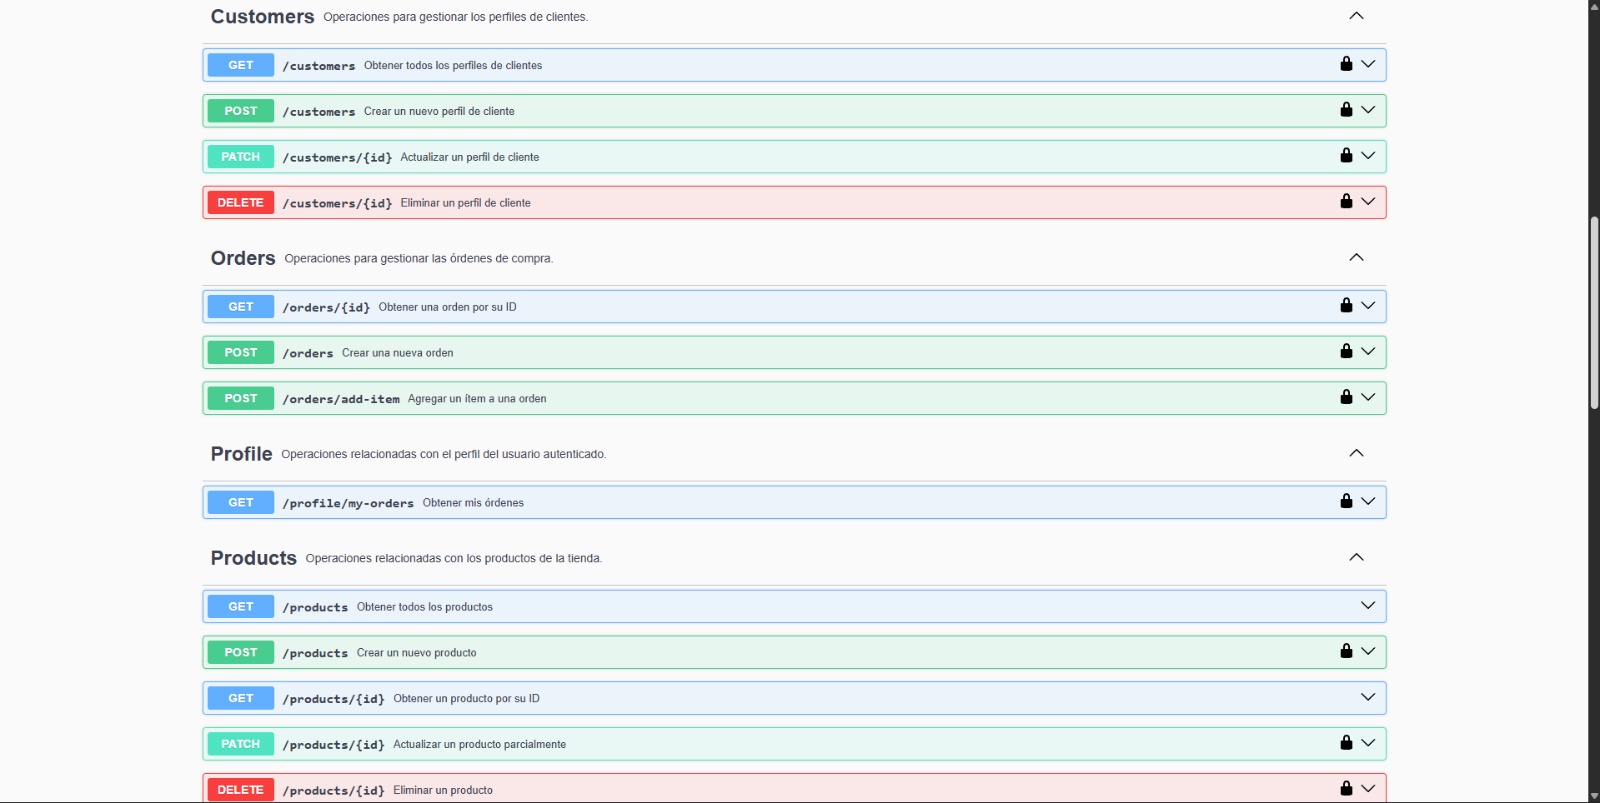 Customers Operaciones para gestionar los perfiles de clientes.
GET /customers Obtener todos los perfiles de clientes
POST /customers Crear un nuevo perfil de cliente
PATCH /customers/{id} Actualizar un perfil de cliente
DELETE /customers/{id} Eliminar un perfil de cliente
Orders Operaciones para gestionar las órdenes de compra.
GET /orders/{id} Obtener una orden por su ID
POST /orders Crear una nueva orden
POST /orders/add-item Agregar un ítem a una orden
Profile Operaciones relacionadas con el perfil del usuario autenticado.
GET /profile/my-orders Obtener mis órdenes
Products Operaciones relacionadas con los productos de la tienda.
GET /products Obtener todos los productos
POST /products Crear un nuevo producto
GET /products/{id} Obtener un producto por su ID
PATCH /products/{id} Actualizar un producto parcialmente
DELETE /products/{id} Eliminar un producto